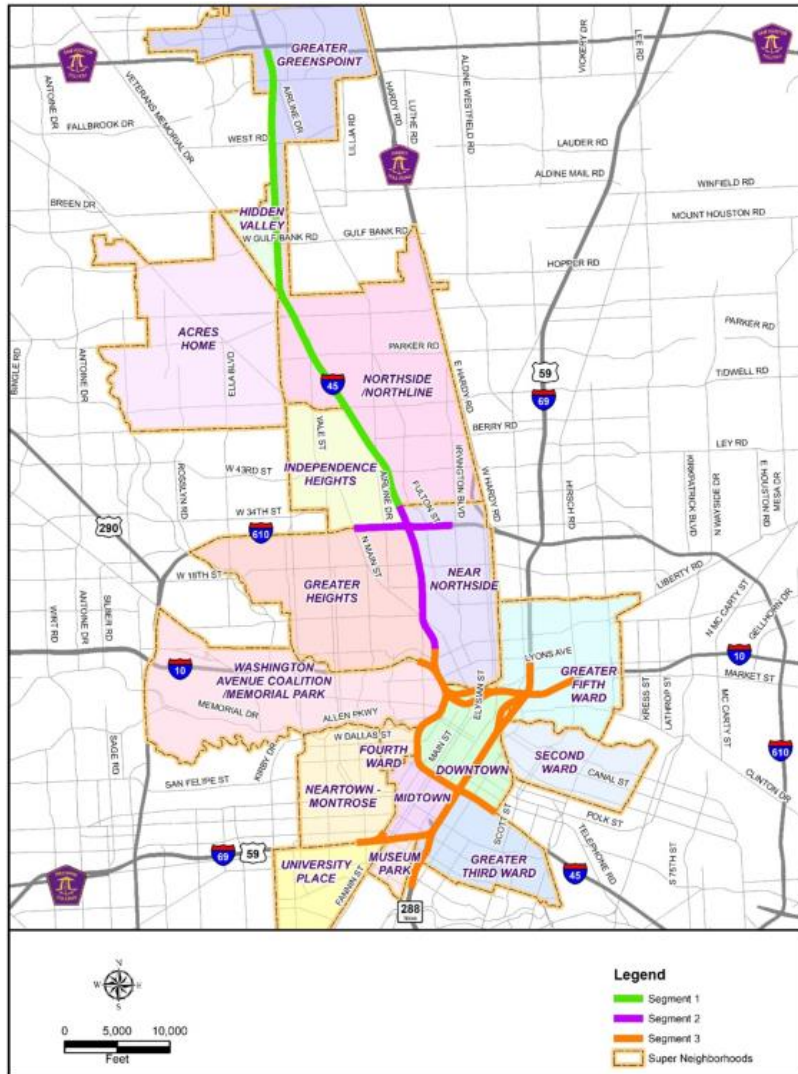 GREATER
GREENSPOINT
ANTOINE DR
VETERANS MEMORIAL DR
AIRLINE DR
HARDY RD
LUTHE RD
ALDINE WESTFIELD RD
VICKERY DR
LEE RD
FALLBROOK DR
WEST RD
LILLJA RD
LAUDER RD
ALDINE MAIL RD
WINFIELD RD
BREEN DR
HIDDEN
VALLEY
W GULF BANK RD
GULF BANK RD
MOUNT HOUSTON RD
HOPPER RD
ACRES
HOME
BINGLE RD
ANTOINE DR
ELLA BLVD
PARKER RD
PARKER RD
45
NORTHSIDE
/NORTHLINE
E HARDY RD
59
69
TIDWELL RD
YALE ST
BERRY RD
LEY RD
ROSSLYN RD
W 43RD ST
INDEPENDENCE
HEIGHTS
AIRLINE DR
FULTON ST
IRVINGTON BLVD
W HARDY RD
HIRSCH RD
KIRKPATRICK BLVD
N WAYSIDE DR
E HOUSTON RD
MESA DR
290
W 34TH ST
610
N MAIN ST
W 18TH ST
GREATER
HEIGHTS
NEAR
NORTHSIDE
LIBERTY RD
N MC CARTY ST
GELLHORN DR
WIRT RD
ANTOINE DR
SILBER RD
10
WASHINGTON
AVENUE COALITION
/MEMORIAL PARK
MEMORIAL DR
ALLEN PKWY
ELYSIAN ST
LYONS AVE
GREATER
FIFTH
WARD
10
MARKET ST
KRESS ST
LATHROP ST
MC CARTY ST
W DALLAS ST
FOURTH
WARD
MAIN ST
DOWNTOWN
SECOND
WARD
CANAL ST
610
CLINTON DR
SAGE RD
SAN FELIPE ST
KIRBY DR
NEARTOWN -
MONTROSE
MIDTOWN
SCOTT ST
POLK ST
TELEPHONE RD
S 75TH ST
69
59
UNIVERSITY
PLACE
FANNIN ST
MUSEUM
PARK
GREATER
THIRD WARD
45
288
N
W E
S
0 5,000 10,000
Feet
Legend
Segment 1
Segment 2
Segment 3
Super Neighborhoods